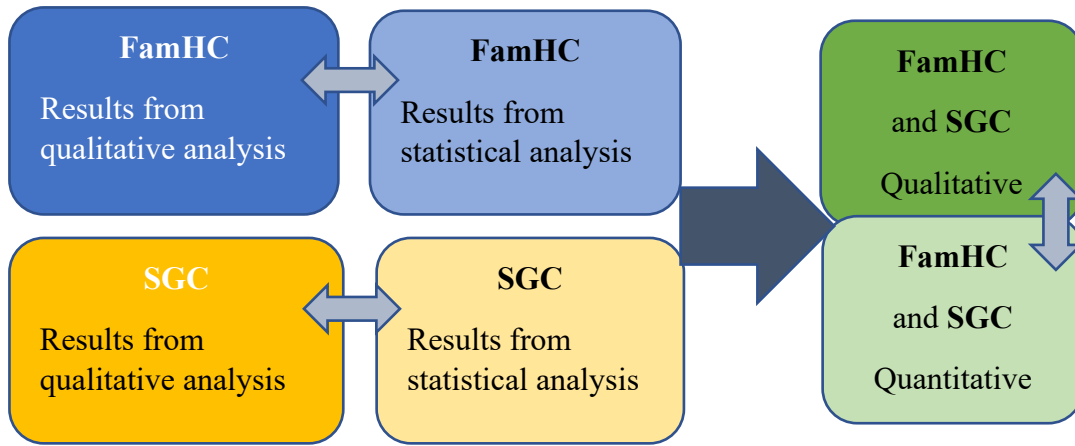 FamHC
Results from
qualitative analysis
FamHC
Results from
statistical analysis
SGC
Results from
qualitative analysis
SGC
Results from
statistical analysis
FamHC
and SGC
Qualitative
FamHC
and SGC
Quantitative